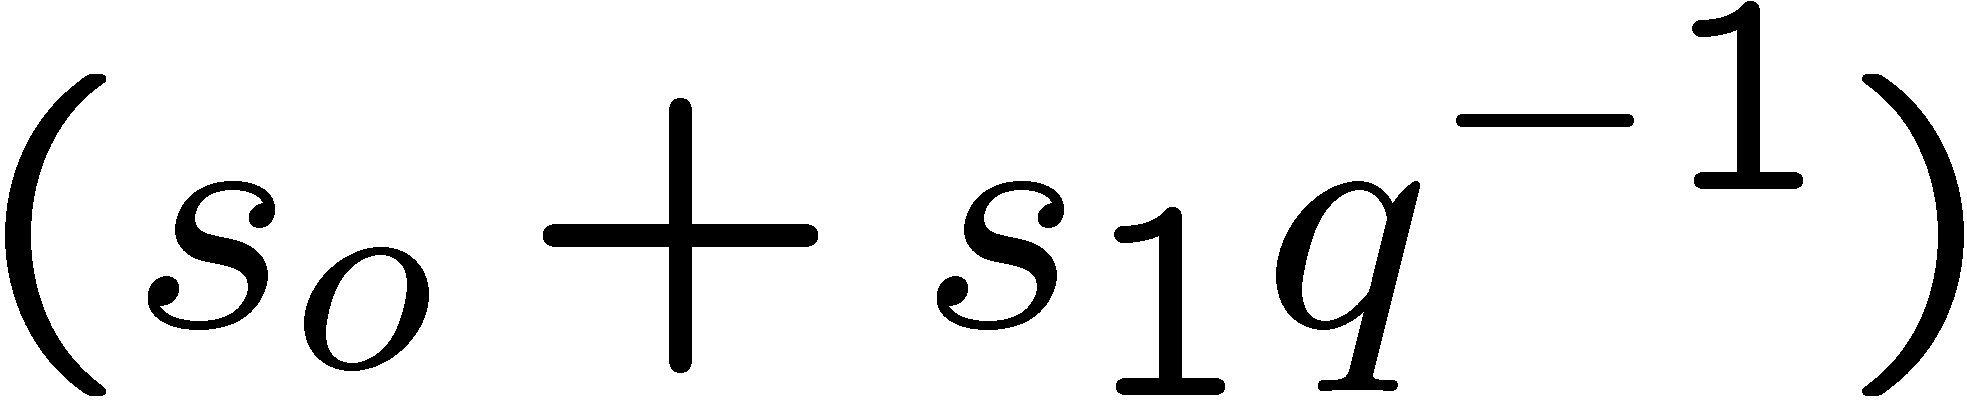 (s_o + s_1q^{-1})